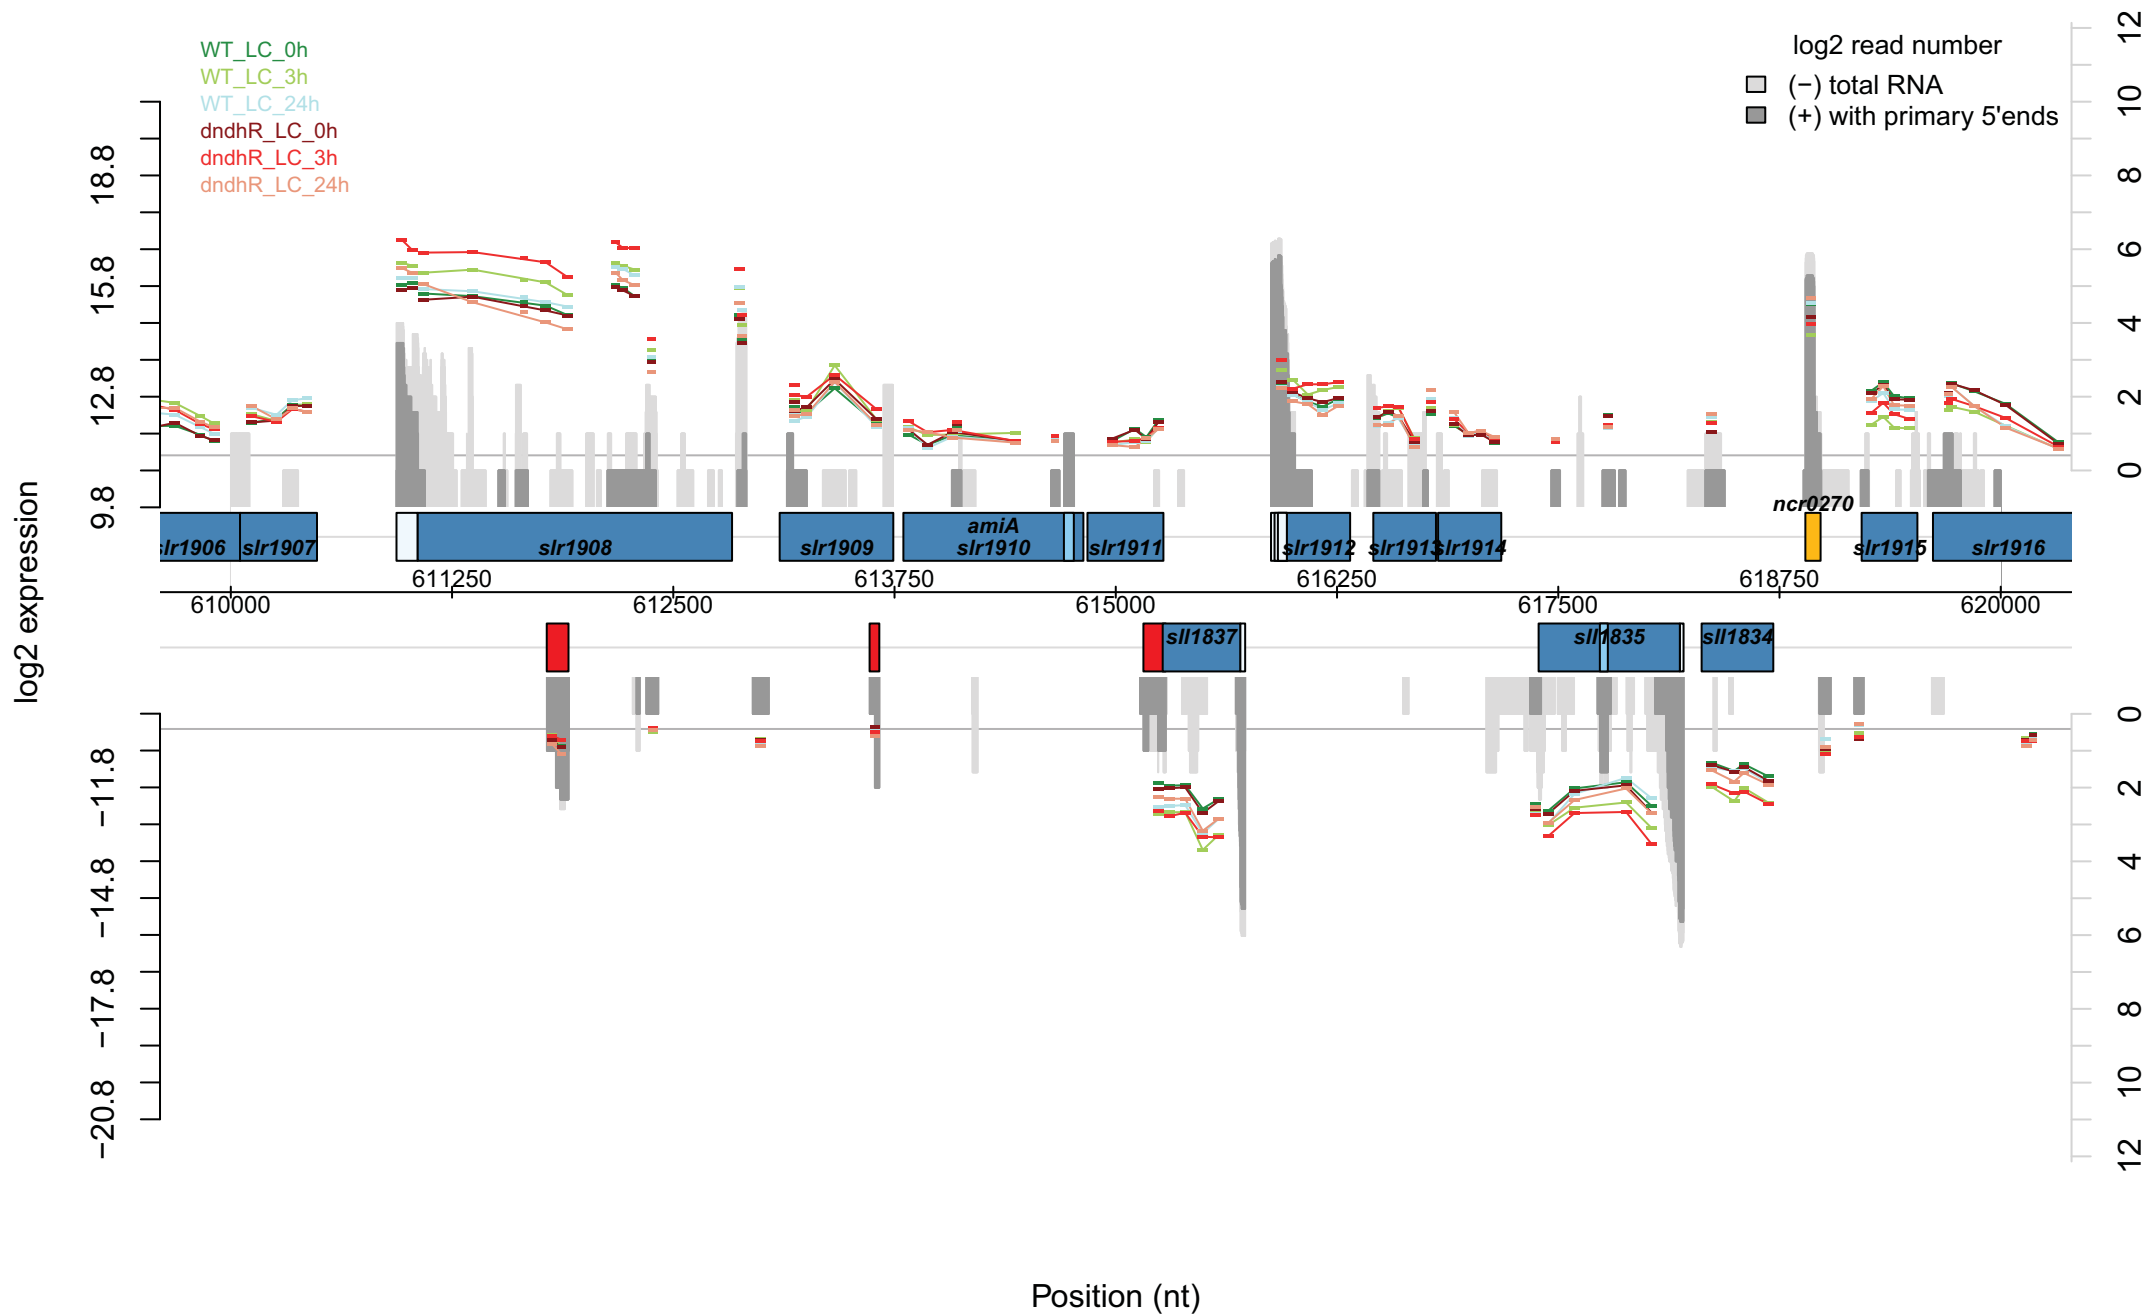 WT_LC_0h
WT_LC_3h
WT_LC_24h
dndhR_LC_0h
dndhR_LC_3h
dndhR_LC_24h
log2 read number
(−) total RNA
(+) with primary 5'ends
log2 expression
18.8
15.8
12.8
9.8
12
10
8
6
4
2
0
ncr0270
amiA
slr1906
slr1907
slr1908
slr1909
slr1910
slr1911
slr1912
slr1913
slr1914
slr1915
slr1916
611250
613750
616250
618750
610000
612500
615000
617500
620000
sll1837
sll1835
sll1834
−11.8
−14.8
−17.8
−20.8
0
2
4
6
8
10
12
Position (nt)